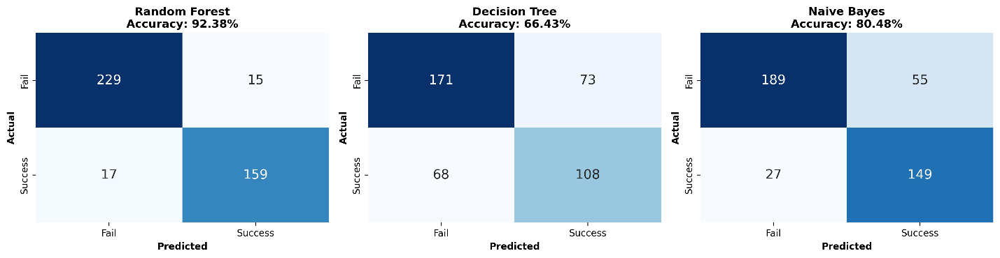 Random Forest
Accuracy: 92.38%
Fail
229
15
Actual
Success
17
159
Fail
Success
Predicted
Decision Tree
Accuracy: 66.43%
Fail
171
73
Actual
Success
68
108
Fail
Success
Predicted
Naive Bayes
Accuracy: 80.48%
Fail
189
55
Actual
Success
27
149
Fail
Success
Predicted